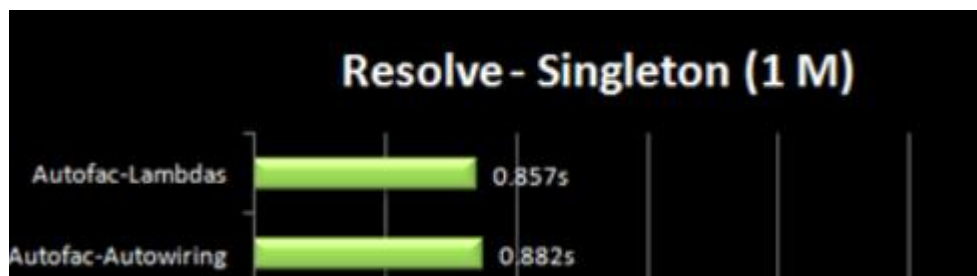 Resolve - Singleton (1 M)
Autofac-Lambdas 0.857s
Autofac-Autowiring 0.882s